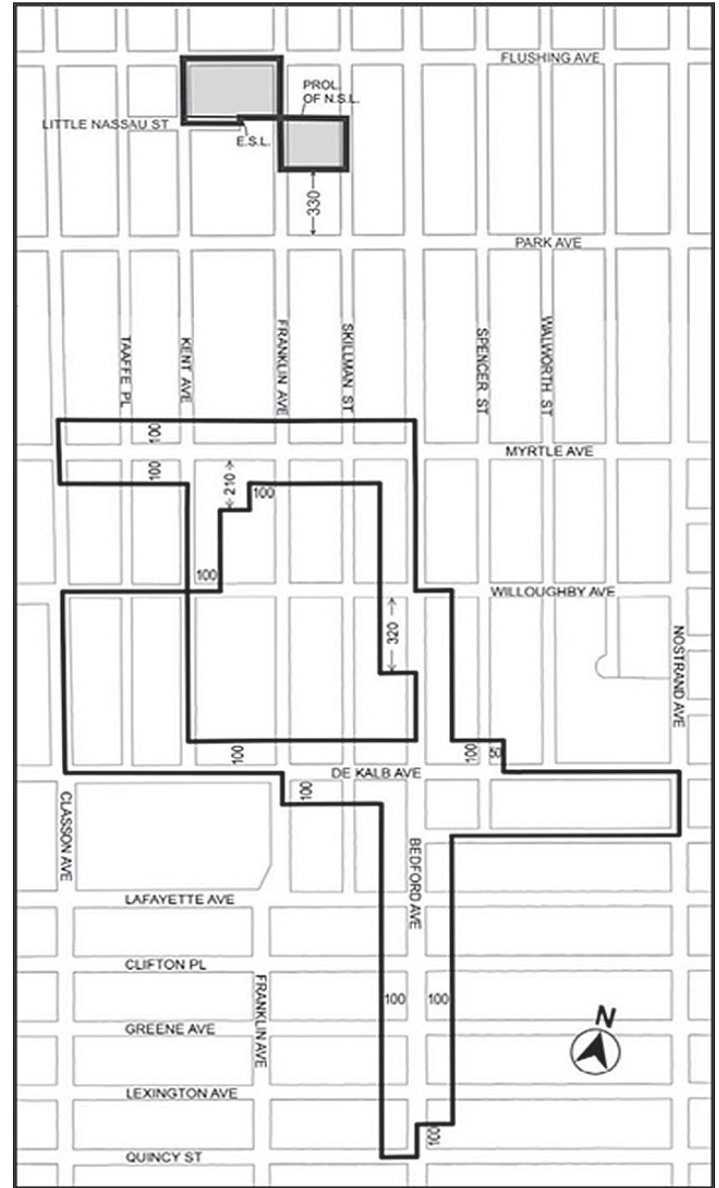 FLUSHING AVE
PROL.
OF N.S.L.
LITTLE NASSAU ST
E.S.L.
330
PARK AVE
TAAFFE PL
KENT AVE
FRANKLIN AVE
SKILLMAN ST
SPENCER ST
WALWORTH ST
100
MYRTLE AVE
100
210
100
100
WILLOUGHBY AVE
320
NOSTRAND AVE
100
100
50
DE KALB AVE
100
CLASSON AVE
BEDFORD AVE
LAFAYETTE AVE
CLIFTON PL
FRANKLIN AVE
100
100
N
GREENE AVE
LEXINGTON AVE
100
QUINCY ST